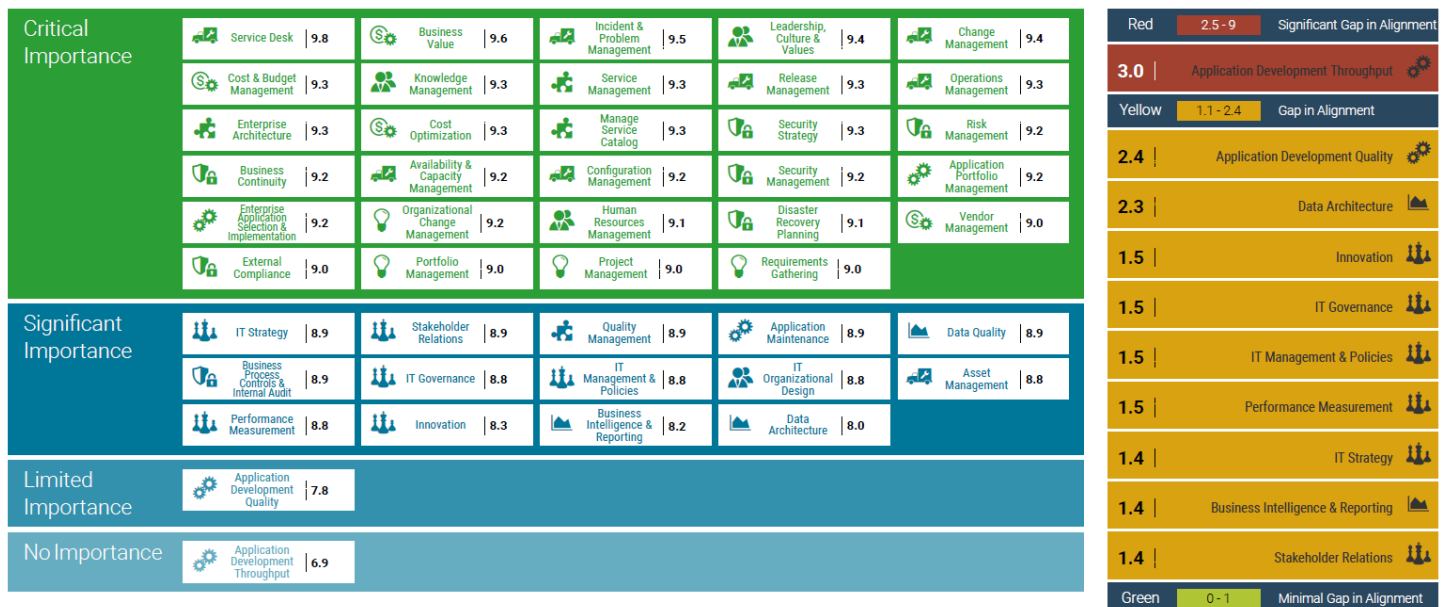 Critical
Importance
Service Desk 9.8
Business
Value 9.6
Incident &
Problem
Management 9.5
Leadership,
Culture &
Values 9.4
Change
Management 9.4
Cost & Budget
Management 9.3
Knowledge
Management 9.3
Service
Management 9.3
Release
Management 9.3
Operations
Management 9.3
Enterprise
Architecture 9.3
Cost
Optimization 9.3
Manage
Service
Catalog 9.3
Security
Strategy 9.3
Risk
Management 9.2
Business
Continuity 9.2
Availability &
Capacity
Management 9.2
Configuration
Management 9.2
Security
Management 9.2
Application
Portfolio
Management 9.2
Enterprise
Application
Selection &
Implementation 9.2
Organizational
Change
Management 9.2
Human
Resources
Management 9.1
Disaster
Recovery
Planning 9.1
Vendor
Management 9.0
External
Compliance 9.0
Portfolio
Management 9.0
Project
Management 9.0
Requirements
Gathering 9.0
Significant
Importance
IT Strategy 8.9
Stakeholder
Relations 8.9
Quality
Management 8.9
Application
Maintenance 8.9
Data Quality 8.9
Business
Process
Controls &
Internal Audit 8.9
IT Governance 8.8
IT
Management &
Policies 8.8
IT
Organizational
Design 8.8
Asset
Management 8.8
Performance
Measurement 8.8
Innovation 8.3
Business
Intelligence &
Reporting 8.2
Data
Architecture 8.0
Limited
Importance
Application
Development
Quality 7.8
No Importance
Application
Development
Throughput 6.9
Red 2.5 - 9 Significant Gap in Alignment
3.0 Application Development Throughput
Yellow 1.1 - 2.4 Gap in Alignment
2.4 Application Development Quality
2.3 Data Architecture
1.5 Innovation
1.5 IT Governance
1.5 IT Management & Policies
1.5 Performance Measurement
1.4 IT Strategy
1.4 Business Intelligence & Reporting
1.4 Stakeholder Relations
Green 0 - 1 Minimal Gap in Alignment